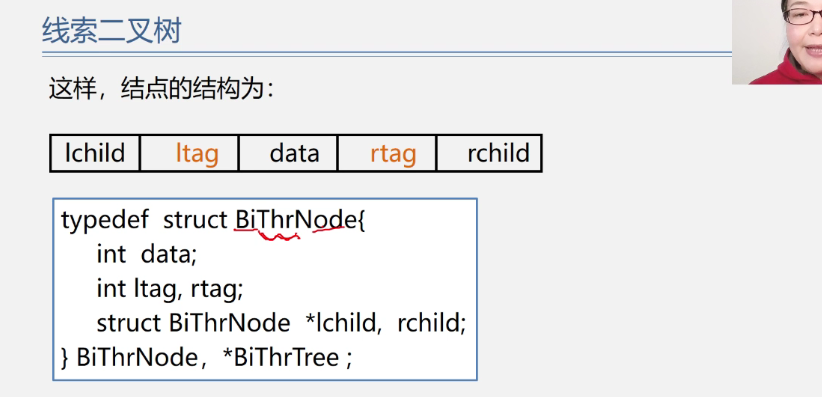 线索二叉树
这样，结点的结构为：
lchild ltag data rtag rchild
typedef struct BiThrNode{
int data;
int ltag, rtag;
struct BiThrNode *lchild, rchild;
} BiThrNode，*BiThrTree ;